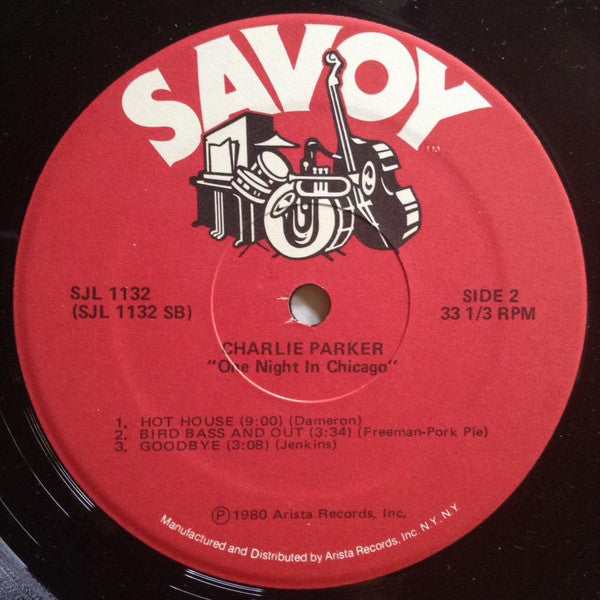 SAVOY
TM
SJL 1132
(SJL 1132 SB)
SIDE 2
33 1/3 RPM
CHARLIE PARKER
"One Night In Chicago"
1. HOT HOUSE (9:00) (Dameron)
2. BIRD BASS AND OUT (3:34) (Freeman-Pork Pie)
3. GOODBYE (3:08) (Jenkins)
Ⓟ 1980 Arista Records, Inc.
Manufactured and Distributed by Arista Records, Inc. N.Y., N.Y.